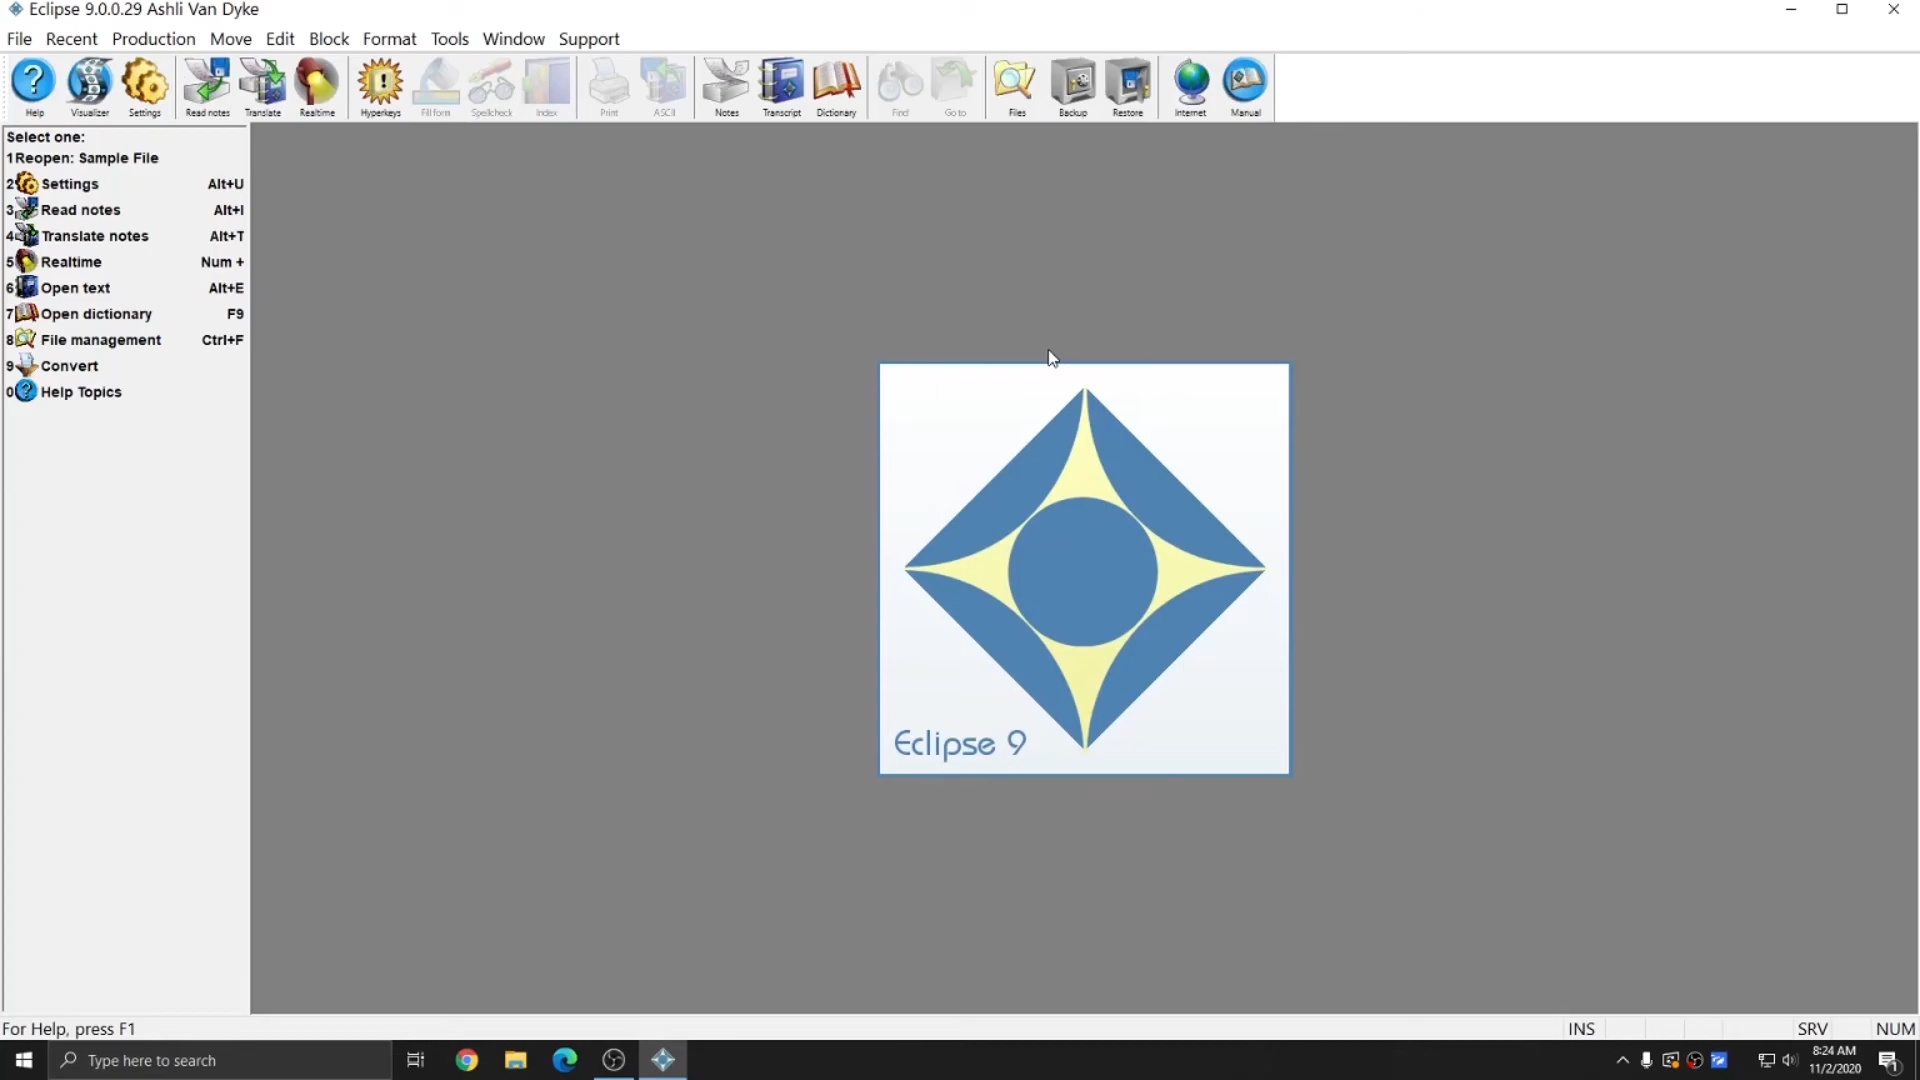 Eclipse 9.0.0.29 Ashli Van Dyke
File Recent Production Move Edit Block Format Tools Window Support
Help Visualizer Settings Read notes Translate Realtime Hyperkeys Fill form Spellcheck Index Print ASCII Notes Transcript Dictionary Find Go to Files Backup Restore Internet Manual
Select one:
1 Reopen: Sample File
2 Settings Alt+U
3 Read notes Alt+I
4 Translate notes Alt+T
5 Realtime Num +
6 Open text Alt+E
7 Open dictionary F9
8 File management Ctrl+F
9 Convert
0 Help Topics
Eclipse 9
For Help, press F1 INS SRV NUM
Type here to search
8:24 AM
11/2/2020
1